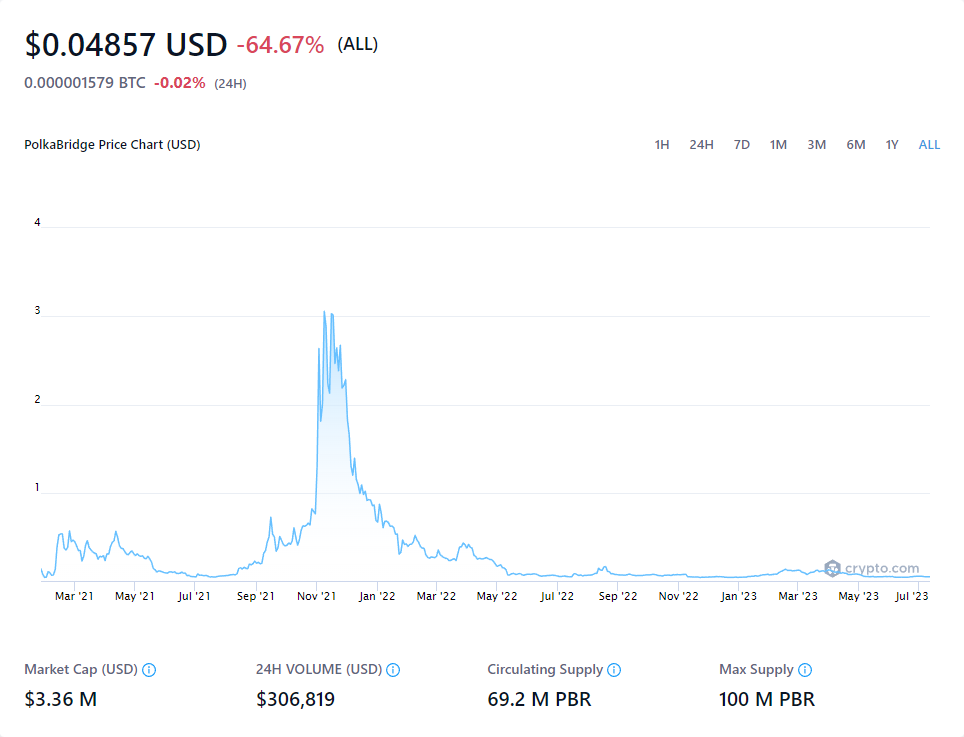 $0.04857 USD -64.67% (ALL)
0.000001579 BTC -0.02% (24H)
PolkaBridge Price Chart (USD) 1H 24H 7D 1M 3M 6M 1Y ALL
4
3
2
1
crypto.com
Mar '21 May '21 Jul '21 Sep '21 Nov '21 Jan '22 Mar '22 May '22 Jul '22 Sep '22 Nov '22 Jan '23 Mar '23 May '23 Jul '23
Market Cap (USD) 24H VOLUME (USD) Circulating Supply Max Supply
$3.36 M $306,819 69.2 M PBR 100 M PBR